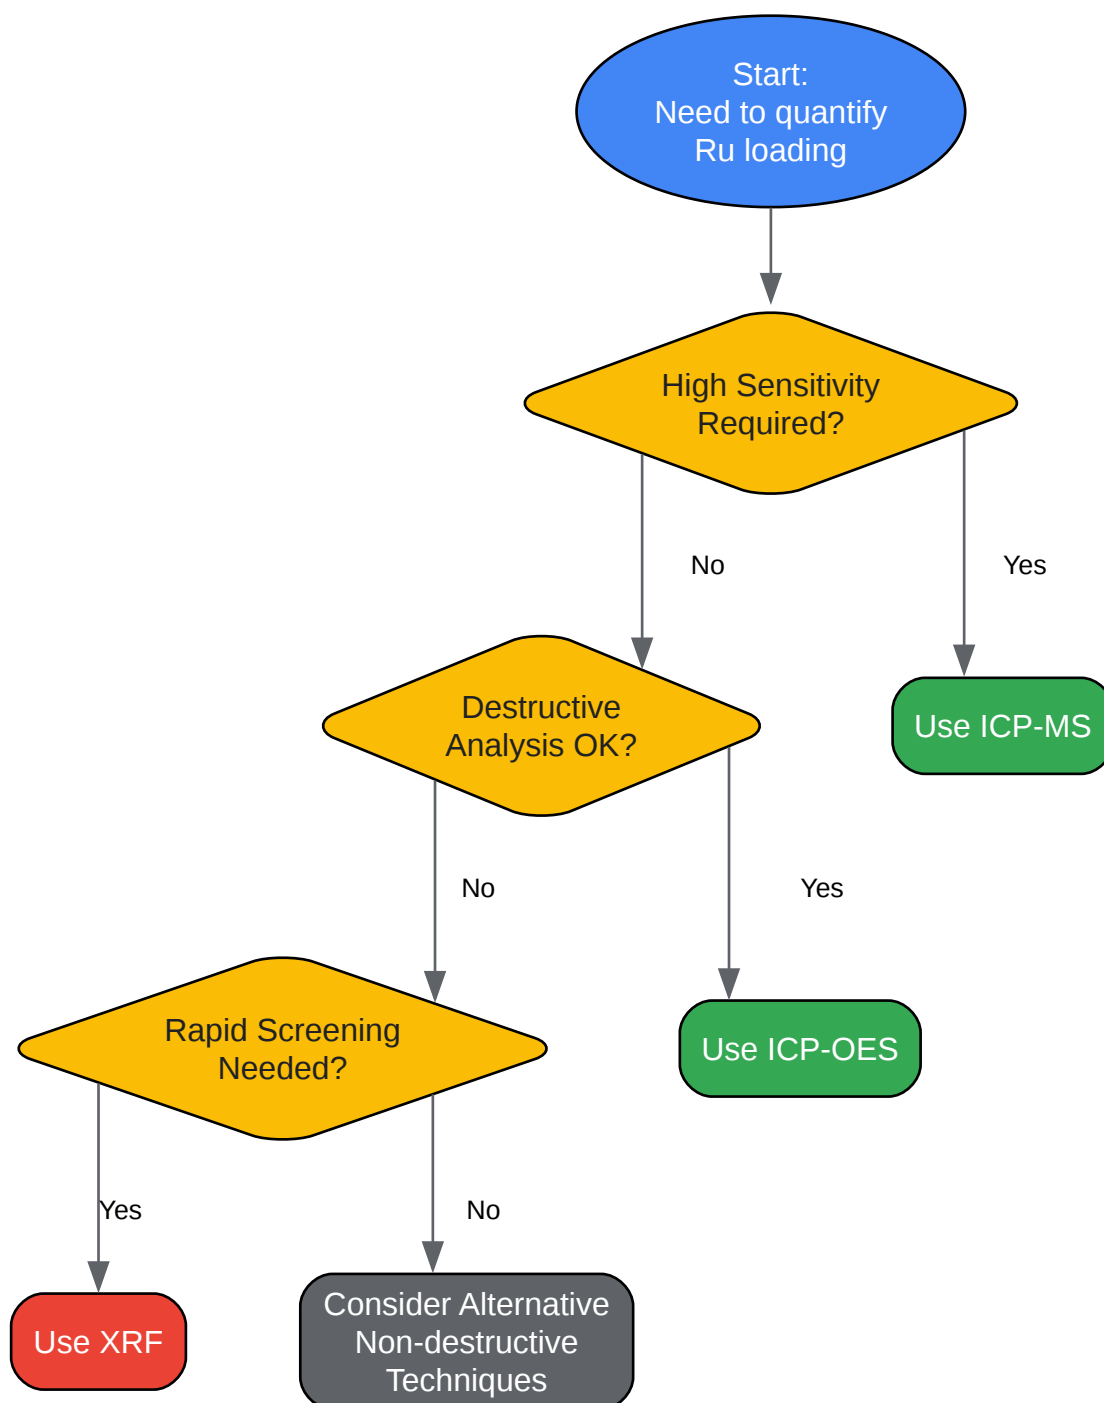 Start:
Need to quantify
Ru loading
High Sensitivity
Required?
No
Yes
Destructive
Analysis OK?
Use ICP-MS
No
Yes
Rapid Screening
Needed?
Use ICP-OES
Yes
No
Use XRF
Consider Alternative
Non-destructive
Techniques